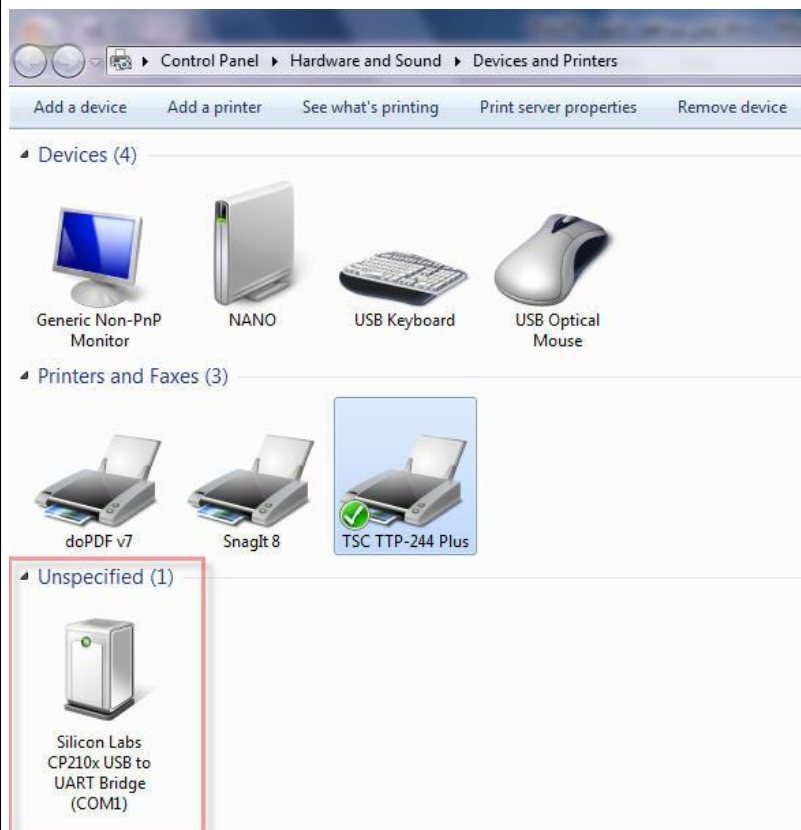 Control Panel Hardware and Sound Devices and Printers
Add a device Add a printer See what's printing Print server properties Remove device
Devices (4)
Generic Non-PnP Monitor
NANO
USB Keyboard
USB Optical Mouse
Printers and Faxes (3)
doPDF v7
SnagIt 8
TSC TTP-244 Plus
Unspecified (1)
Silicon Labs
CP210x USB to
UART Bridge
(COM1)